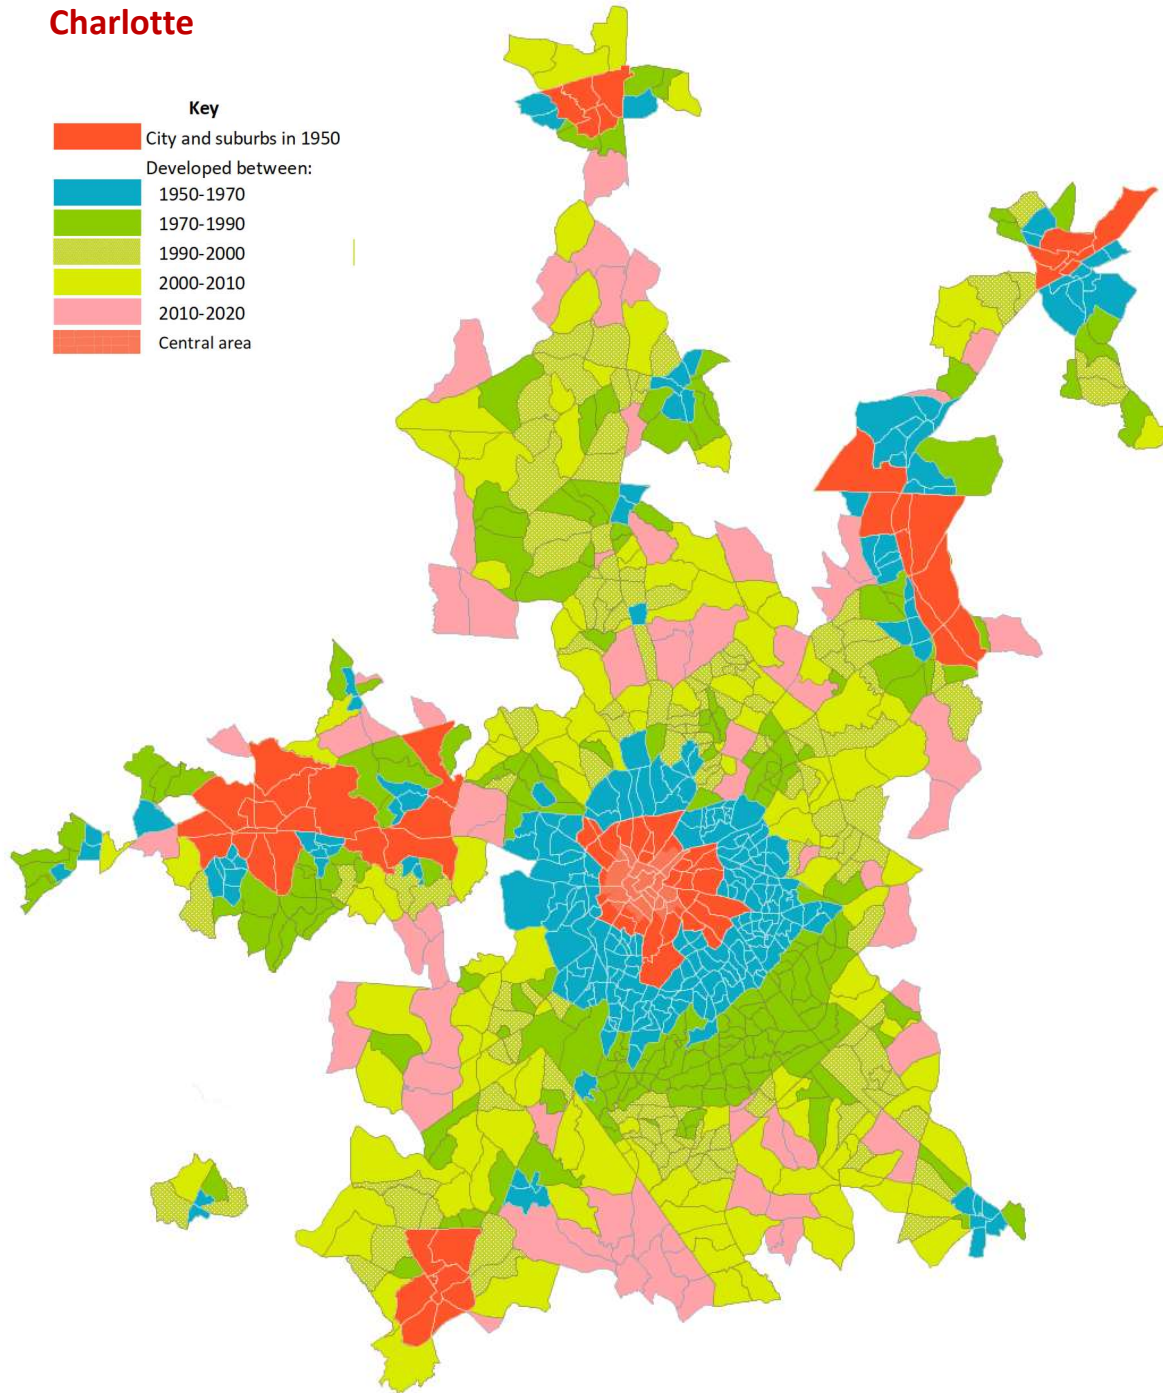 Charlotte
Key
City and suburbs in 1950
Developed between:
1950-1970
1970-1990
1990-2000
2000-2010
2010-2020
Central area